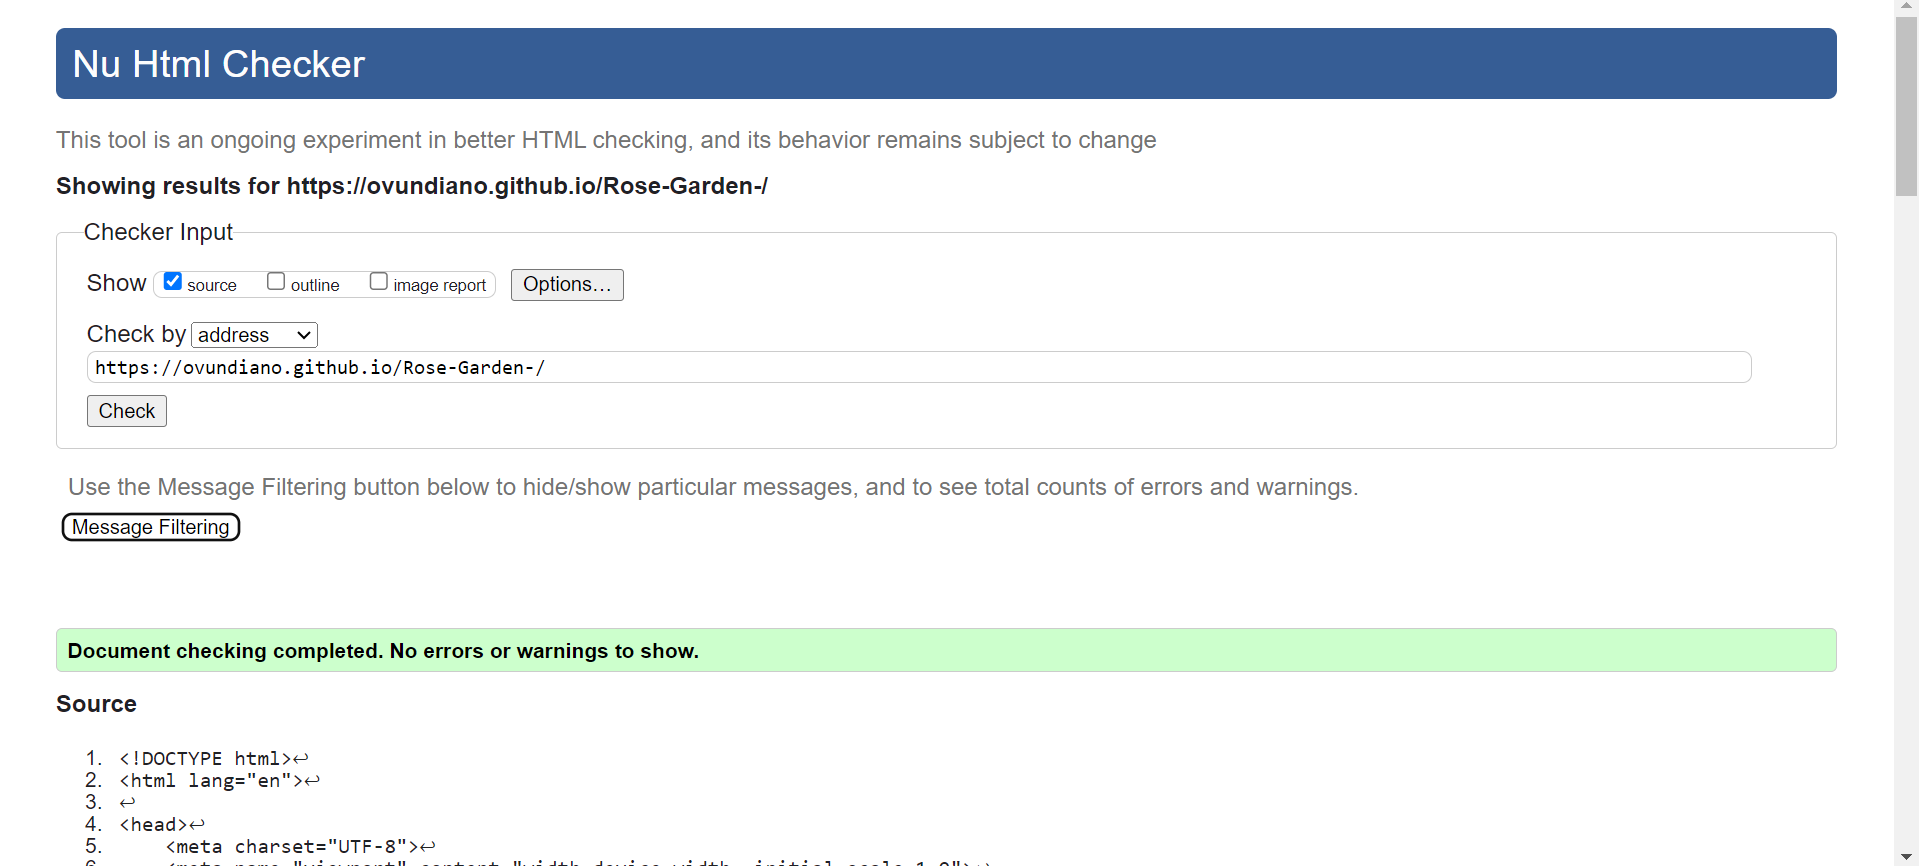 Nu Html Checker
This tool is an ongoing experiment in better HTML checking, and its behavior remains subject to change
Showing results for https://ovundiano.github.io/Rose-Garden-/
Checker Input
Show source outline image report Options...
Check by address
https://ovundiano.github.io/Rose-Garden-/
Check
Use the Message Filtering button below to hide/show particular messages, and to see total counts of errors and warnings.
Message Filtering
Document checking completed. No errors or warnings to show.
Source
1. <!DOCTYPE html>↩
2. <html lang="en">↩
3. ↩
4. <head>↩
5. <meta charset="UTF-8">↩